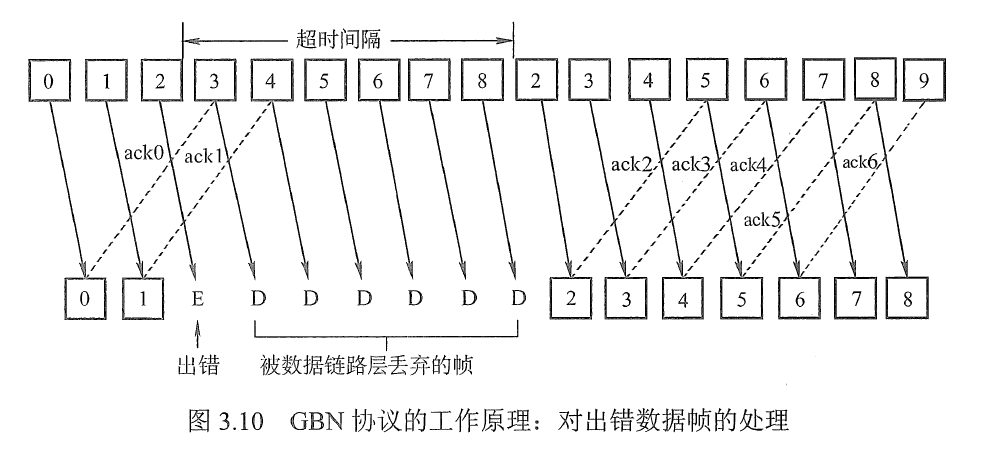 超时间隔
0 1 2 3 4 5 6 7 8 2 3 4 5 6 7 8 9
ack0 ack1 ack2 ack3 ack4 ack6
ack5
0 1 E D D D D D D 2 3 4 5 6 7 8
出错 被数据链路层丢弃的帧
图 3.10 GBN 协议的工作原理：对出错数据帧的处理